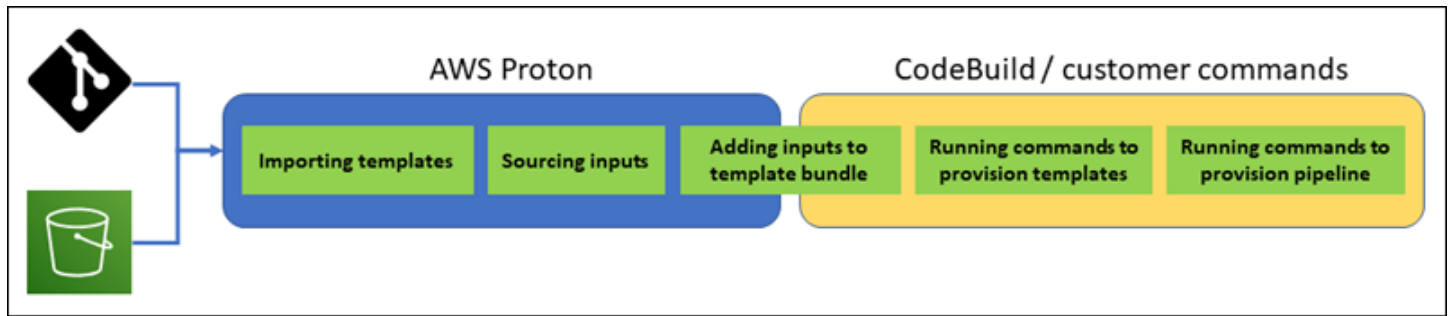 AWS Proton
CodeBuild / customer commands
Importing templates
Sourcing inputs
Adding inputs to
template bundle
Running commands to
provision templates
Running commands to
provision pipeline